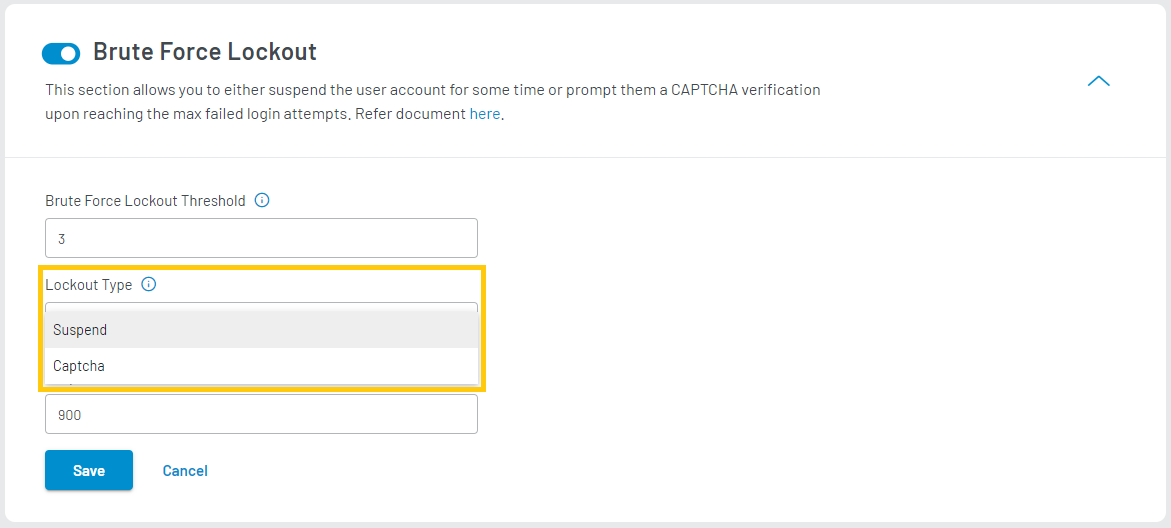 Brute Force Lockout
This section allows you to either suspend the user account for some time or prompt them a CAPTCHA verification
upon reaching the max failed login attempts. Refer document here.
Brute Force Lockout Threshold
3
Lockout Type
Suspend
Captcha
900
Save Cancel